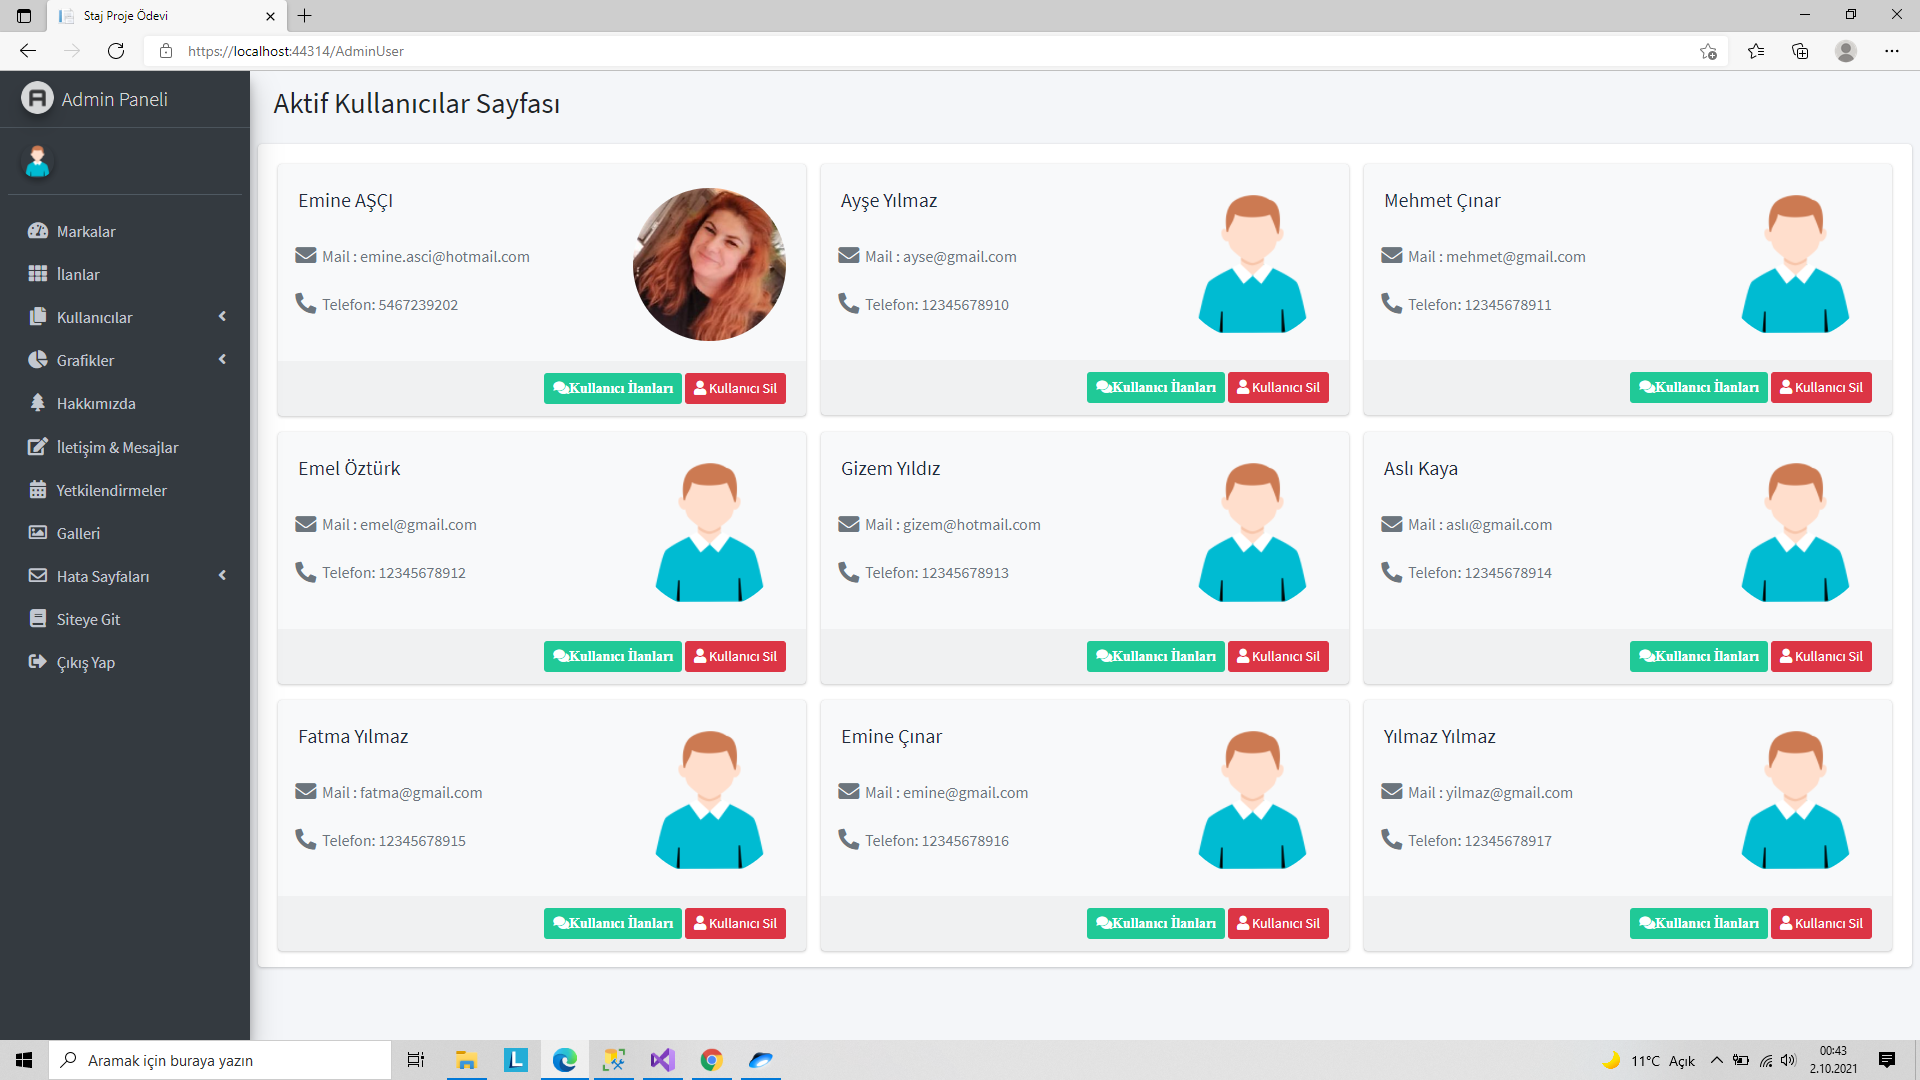 Staj Proje Ödevi
https://localhost:44314/AdminUser
Admin Paneli
Markalar
İlanlar
Kullanıcılar
Grafikler
Hakkımızda
İletişim & Mesajlar
Yetkilendirmeler
Galleri
Hata Sayfaları
Siteye Git
Çıkış Yap
Aktif Kullanıcılar Sayfası
Emine AŞÇI
Mail : emine.asci@hotmail.com
Telefon: 5467239202
Kullanıcı İlanları Kullanıcı Sil
Ayşe Yılmaz
Mail : ayse@gmail.com
Telefon: 12345678910
Kullanıcı İlanları Kullanıcı Sil
Mehmet Çınar
Mail : mehmet@gmail.com
Telefon: 12345678911
Kullanıcı İlanları Kullanıcı Sil
Emel Öztürk
Mail : emel@gmail.com
Telefon: 12345678912
Kullanıcı İlanları Kullanıcı Sil
Gizem Yıldız
Mail : gizem@hotmail.com
Telefon: 12345678913
Kullanıcı İlanları Kullanıcı Sil
Aslı Kaya
Mail : aslı@gmail.com
Telefon: 12345678914
Kullanıcı İlanları Kullanıcı Sil
Fatma Yılmaz
Mail : fatma@gmail.com
Telefon: 12345678915
Kullanıcı İlanları Kullanıcı Sil
Emine Çınar
Mail : emine@gmail.com
Telefon: 12345678916
Kullanıcı İlanları Kullanıcı Sil
Yılmaz Yılmaz
Mail : yilmaz@gmail.com
Telefon: 12345678917
Kullanıcı İlanları Kullanıcı Sil
Aramak için buraya yazın
L
11°C Açık
00:43
2.10.2021